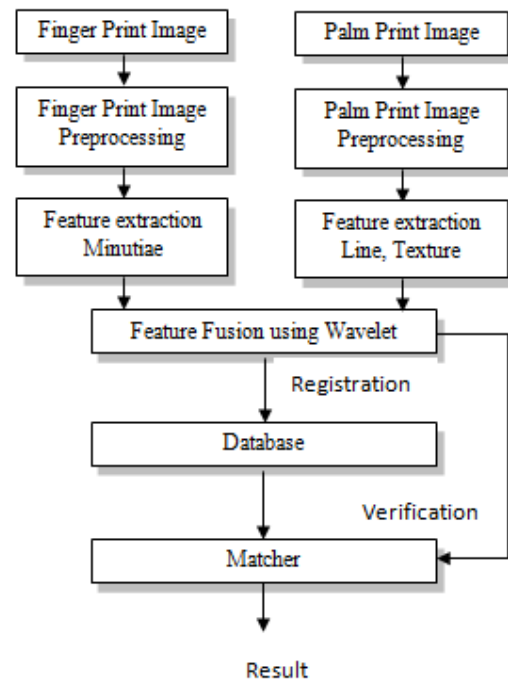 Finger Print Image
Palm Print Image
Finger Print Image
Preprocessing
Palm Print Image
Preprocessing
Feature extraction
Minutiae
Feature extraction
Line, Texture
Feature Fusion using Wavelet
Registration
Database
Verification
Matcher
Result